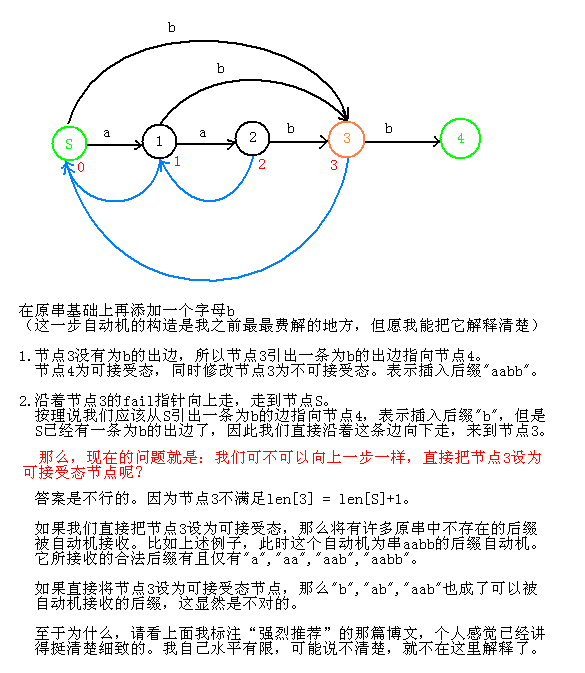 b
b
a
a
b
b
S
1
2
3
4
0
1
2
3
在原串基础上再添加一个字母b
（这一步自动机的构造是我之前最最费解的地方，但愿我能把它解释清楚）
1.节点3没有为b的出边，所以节点3引出一条为b的出边指向节点4。
节点4为可接受态，同时修改节点3为不可接受态。表示插入后缀"aabb"。
2.沿着节点3的fail指针向上走，走到节点S。
按理说我们应该从S引出一条为b的边指向节点4，表示插入后缀"b"，但是
S已经有一条为b的出边了，因此我们直接沿着这条边向下走，来到节点3。
那么，现在的问题就是：我们可不可以向上一步一样，直接把节点3设为
可接受态节点呢？
答案是不行的。因为节点3不满足len[3] = len[S]+1。
如果我们直接把节点3设为可接受态，那么将有许多原串中不存在的后缀
被自动机接收。比如上述例子，此时这个自动机为串aabb的后缀自动机。
它所接收的合法后缀有且仅有"a","aa","aab","aabb"。
如果直接将节点3设为可接受态节点，那么"b","ab","aab"也成了可以被
自动机接收的后缀，这显然是不对的。
至于为什么，请看上面我标注“强烈推荐”的那篇博文，个人感觉已经讲
得挺清楚细致的。我自己水平有限，可能说不清楚，就不在这里解释了。